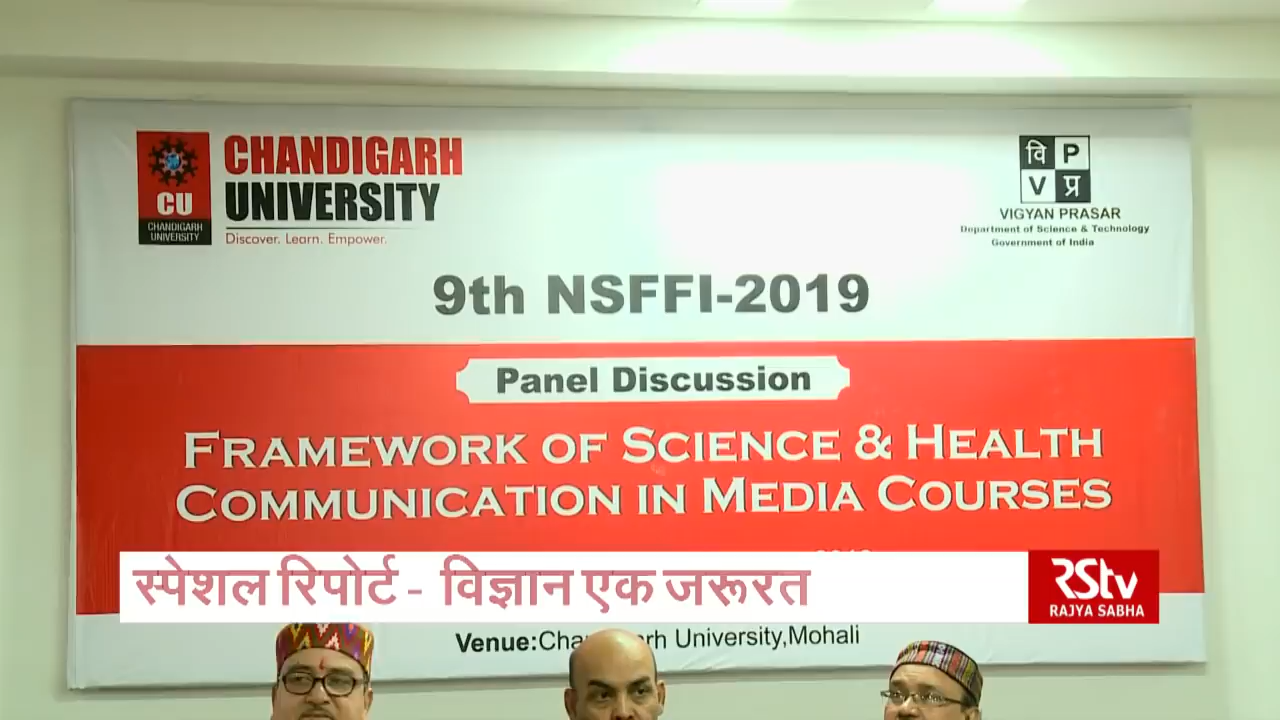 CHANDIGARH
UNIVERSITY
Discover. Learn. Empower.
CU
CHANDIGARH
UNIVERSITY
वि P
V प्र
VIGYAN PRASAR
Department of Science & Technology
Government of India
9th NSFFI-2019
Panel Discussion
FRAMEWORK OF SCIENCE & HEALTH
COMMUNICATION IN MEDIA COURSES
स्पेशल रिपोर्ट - विज्ञान एक जरूरत
RSTV
RAJYA SABHA
Venue: University,Mohali